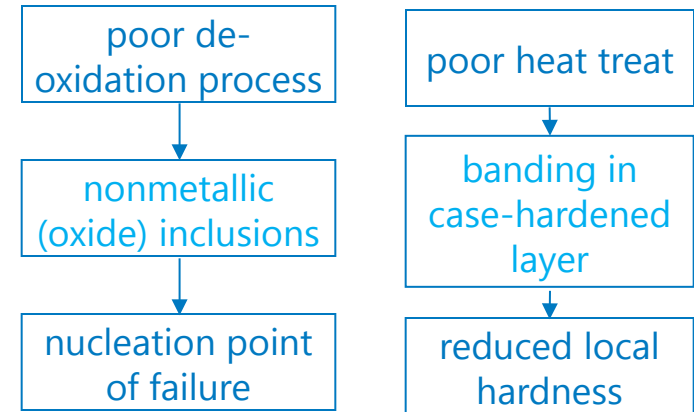 poor de-
oxidation process
nonmetallic
(oxide) inclusions
nucleation point
of failure
poor heat treat
banding in
case-hardened
layer
reduced local
hardness